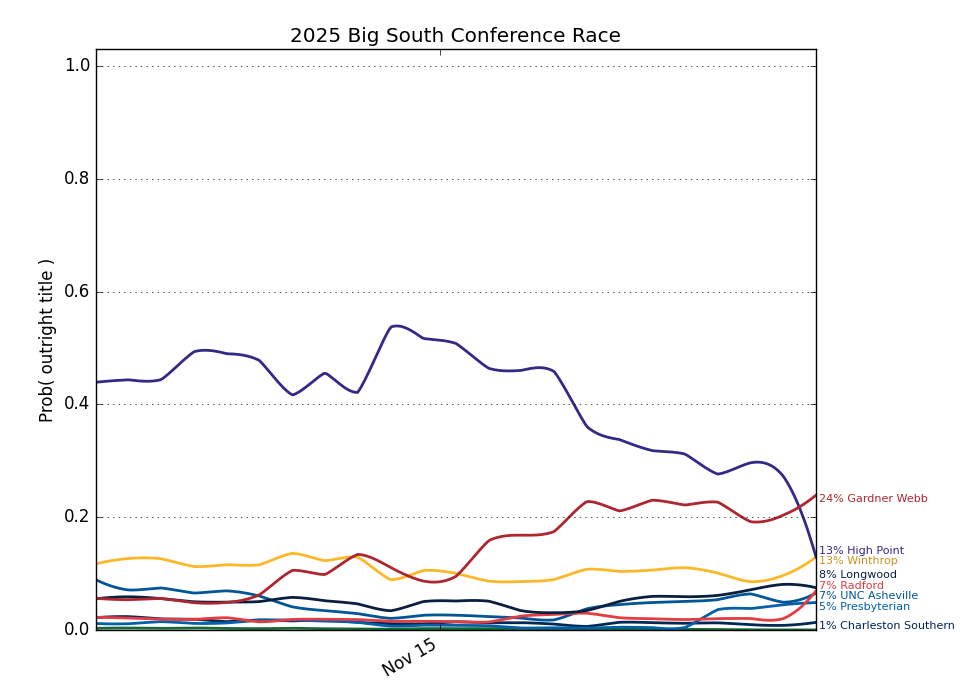 2025 Big South Conference Race
1.0
0.8
0.6
0.4
0.2
0.0
Prob( outright title )
Nov 15
24% Gardner Webb
13% High Point
13% Winthrop
8% Longwood
7% Radford
7% UNC Asheville
5% Presbyterian
1% Charleston Southern